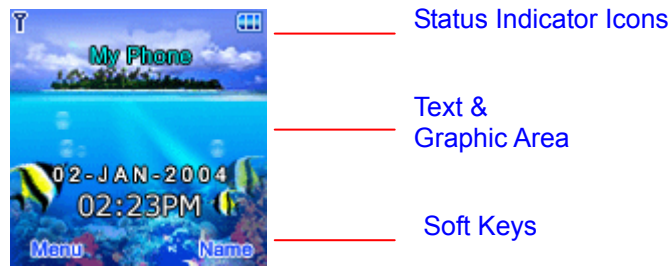 Status Indicator Icons
My Phone
Text &
Graphic Area
02-JAN-2004
02:23PM
Soft Keys
Menu Name